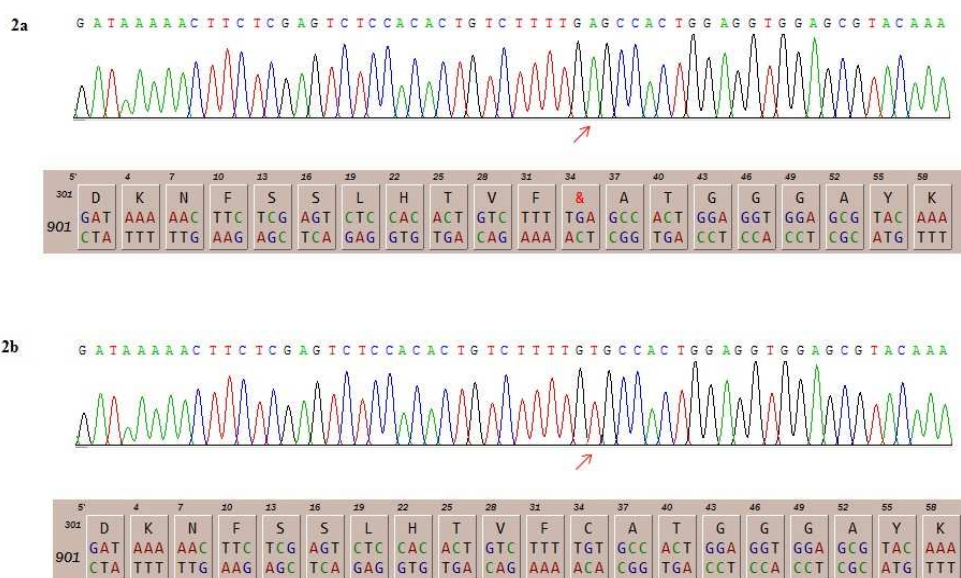 2a
G A T A A A A A C T T C T C G A G T C T C C A C A C T G T C T T T T G A G C C A C T G G A G G T G G A G C G T A C A A A
5' 4 7 10 13 16 19 22 25 28 31 34 37 40 43 46 49 52 55 58
301 D K N F S S L H T V F & A T G G G A Y K
901 GAT AAA AAC TTC TCG AGT CTC CAC ACT GTC TTT TGA GCC ACT GGA GGT GGA GCG TAC AAA
CTA TTT TTG AAG AGC TCA GAG GTG TGA CAG AAA ACT CGG TGA CCT CCA CCT CGC ATG TTT
2b
G A T A A A A A C T T C T C G A G T C T C C A C A C T G T C T T T T G T G C C A C T G G A G G T G G A G C G T A C A A A
5' 4 7 10 13 16 19 22 25 28 31 34 37 40 43 46 49 52 55 58
301 D K N F S S L H T V F C A T G G G A Y K
901 GAT AAA AAC TTC TCG AGT CTC CAC ACT GTC TTT TGT GCC ACT GGA GGT GGA GCG TAC AAA
CTA TTT TTG AAG AGC TCA GAG GTG TGA CAG AAA ACA CGG TGA CCT CCA CCT CGC ATG TTT